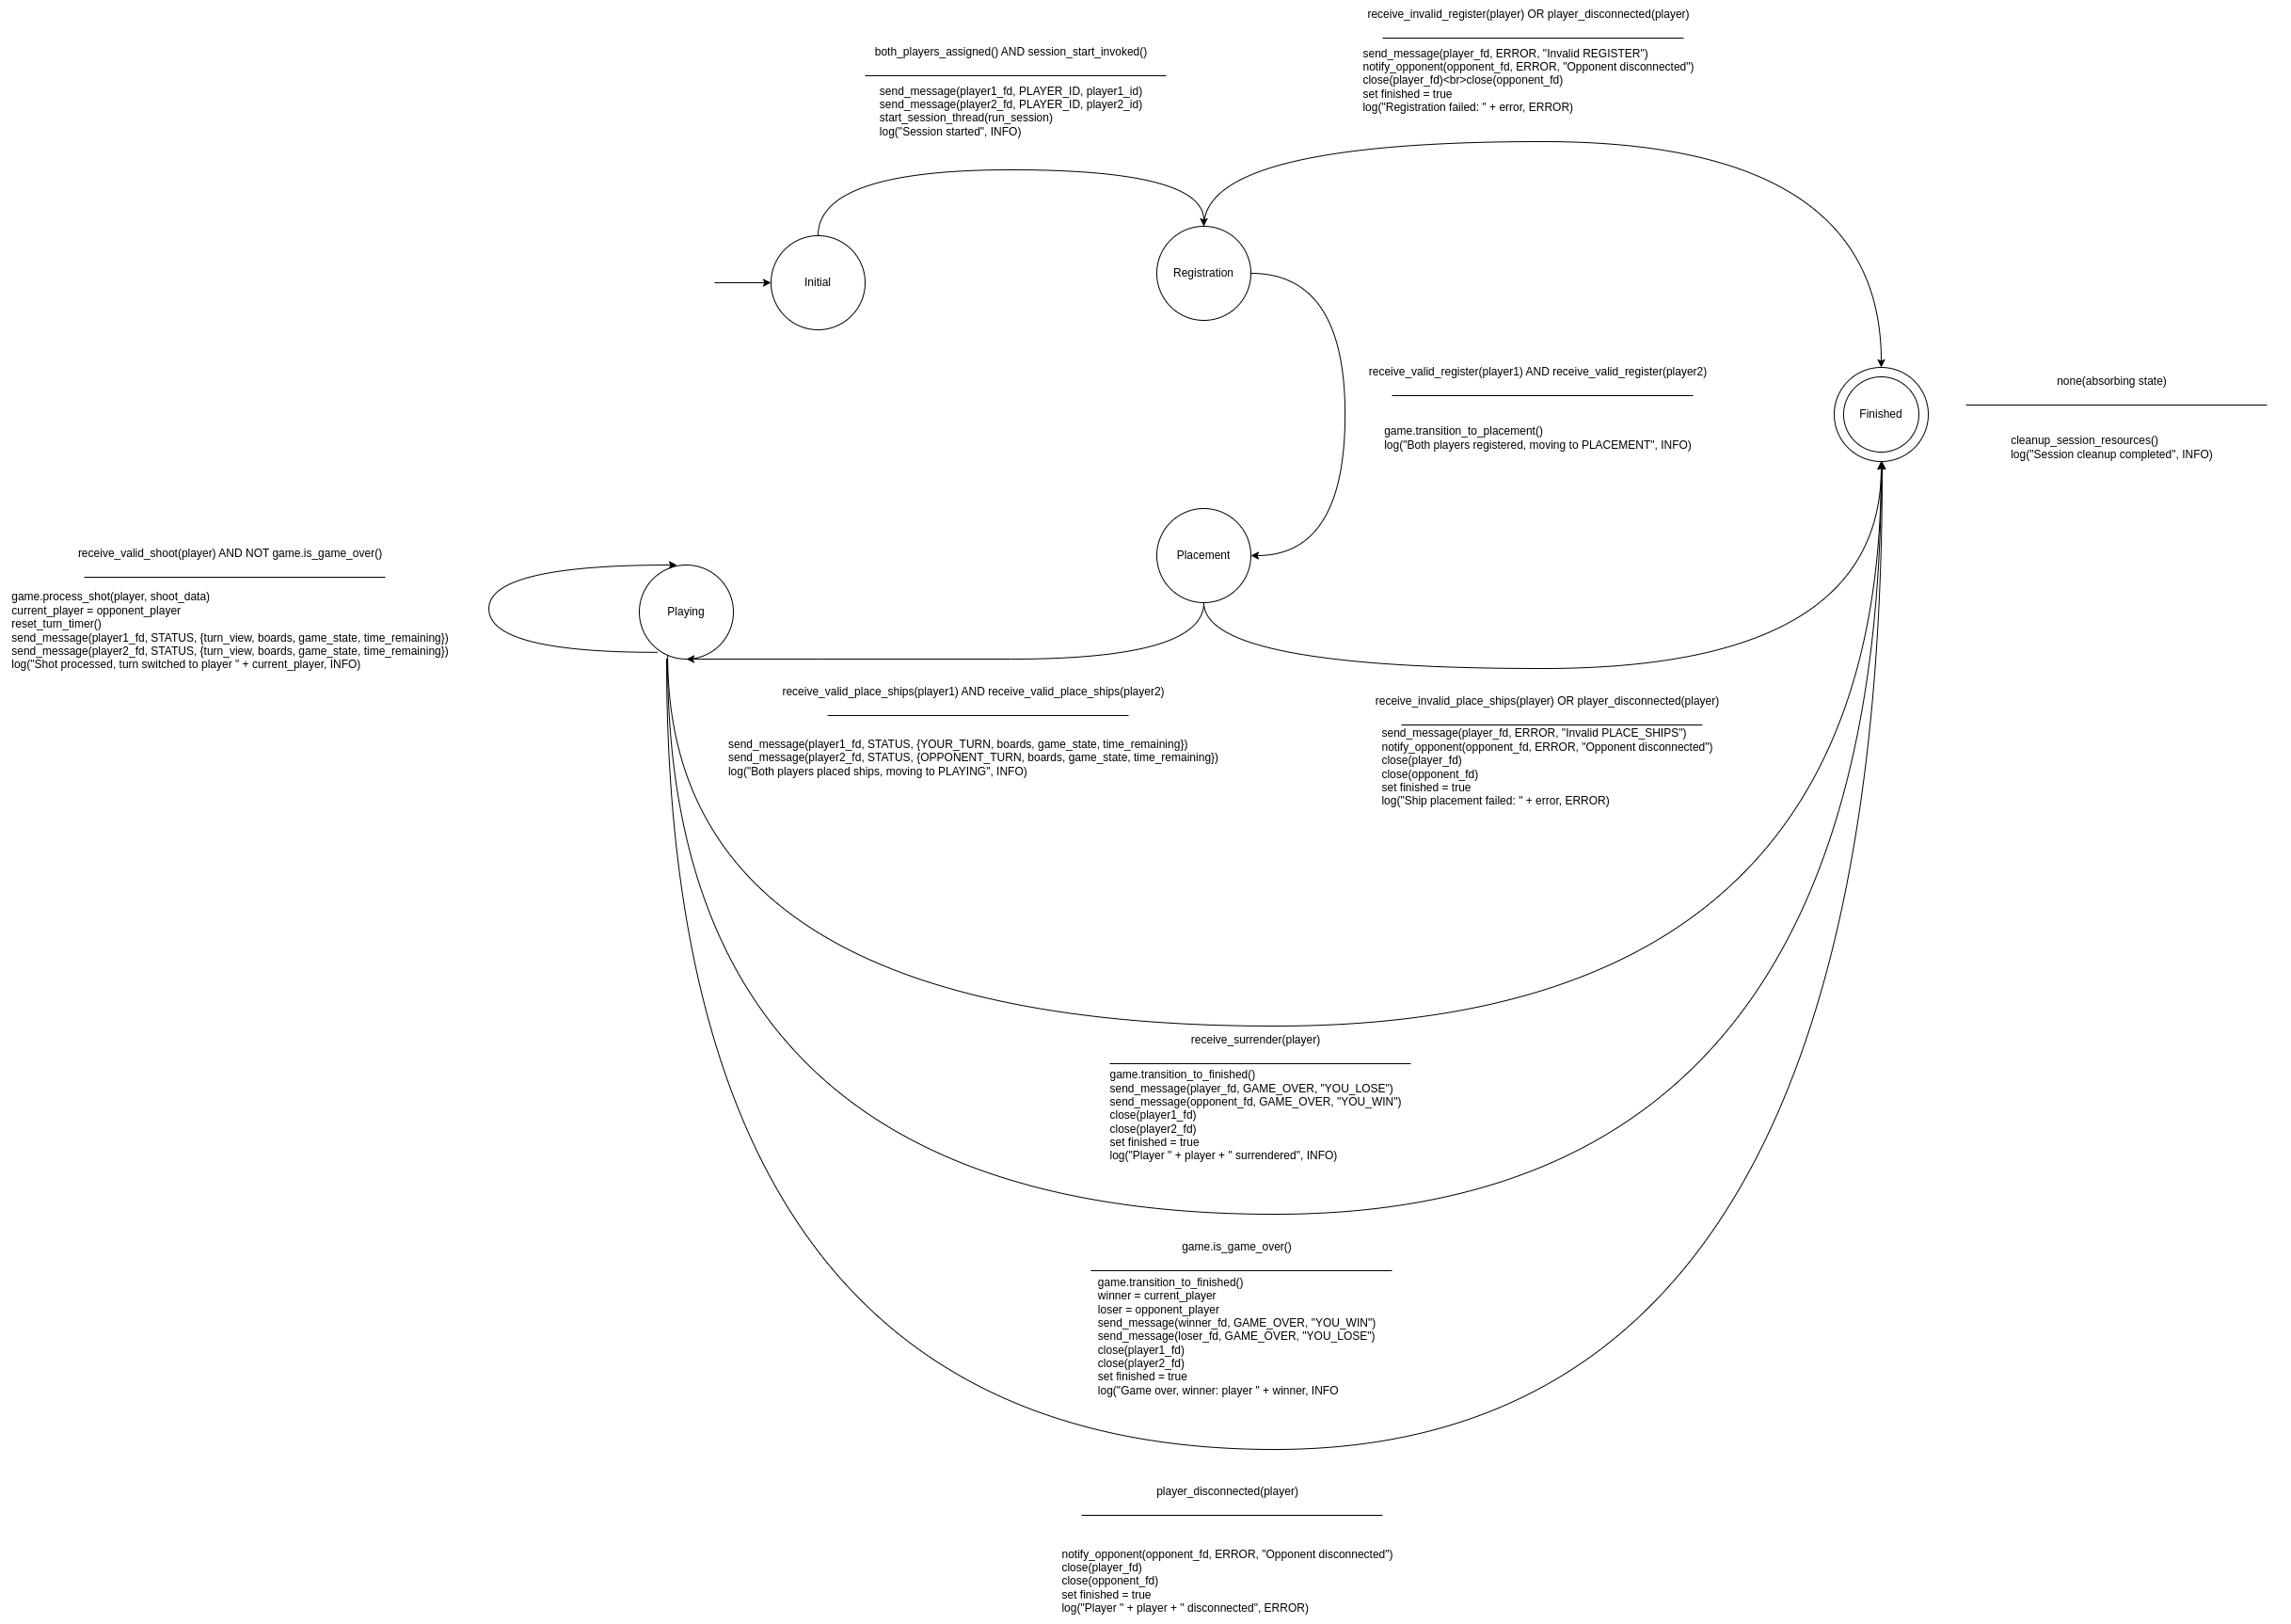 receive_invalid_register(player) OR player_disconnected(player)
send_message(player_fd, ERROR, "Invalid REGISTER")
notify_opponent(opponent_fd, ERROR, "Opponent disconnected")
close(player_fd)<br>close(opponent_fd)
set finished = true
log("Registration failed: " + error, ERROR)
both_players_assigned() AND session_start_invoked()
send_message(player1_fd, PLAYER_ID, player1_id)
send_message(player2_fd, PLAYER_ID, player2_id)
start_session_thread(run_session)
log("Session started", INFO)
Initial
Registration
receive_valid_register(player1) AND receive_valid_register(player2)
game.transition_to_placement()
log("Both players registered, moving to PLACEMENT", INFO)
Finished
none(absorbing state)
cleanup_session_resources()
log("Session cleanup completed", INFO)
receive_valid_shoot(player) AND NOT game.is_game_over()
game.process_shot(player, shoot_data)
current_player = opponent_player
reset_turn_timer()
send_message(player1_fd, STATUS, {turn_view, boards, game_state, time_remaining})
send_message(player2_fd, STATUS, {turn_view, boards, game_state, time_remaining})
log("Shot processed, turn switched to player " + current_player, INFO)
Playing
Placement
receive_valid_place_ships(player1) AND receive_valid_place_ships(player2)
send_message(player1_fd, STATUS, {YOUR_TURN, boards, game_state, time_remaining})
send_message(player2_fd, STATUS, {OPPONENT_TURN, boards, game_state, time_remaining})
log("Both players placed ships, moving to PLAYING", INFO)
receive_invalid_place_ships(player) OR player_disconnected(player)
send_message(player_fd, ERROR, "Invalid PLACE_SHIPS")
notify_opponent(opponent_fd, ERROR, "Opponent disconnected")
close(player_fd)
close(opponent_fd)
set finished = true
log("Ship placement failed: " + error, ERROR)
receive_surrender(player)
game.transition_to_finished()
send_message(player_fd, GAME_OVER, "YOU_LOSE")
send_message(opponent_fd, GAME_OVER, "YOU_WIN")
close(player1_fd)
close(player2_fd)
set finished = true
log("Player " + player + " surrendered", INFO)
game.is_game_over()
game.transition_to_finished()
winner = current_player
loser = opponent_player
send_message(winner_fd, GAME_OVER, "YOU_WIN")
send_message(loser_fd, GAME_OVER, "YOU_LOSE")
close(player1_fd)
close(player2_fd)
set finished = true
log("Game over, winner: player " + winner, INFO
player_disconnected(player)
notify_opponent(opponent_fd, ERROR, "Opponent disconnected")
close(player_fd)
close(opponent_fd)
set finished = true
log("Player " + player + " disconnected", ERROR)